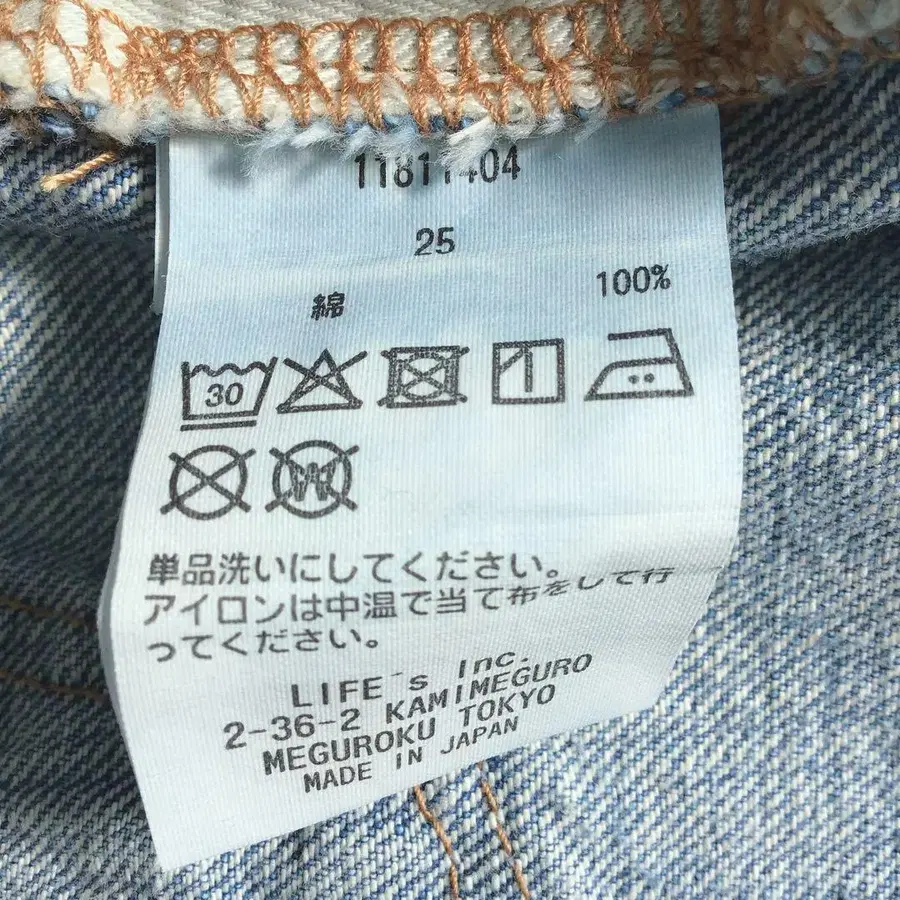 11811404
25
綿 100%
30
W
単品洗いにしてください。
アイロンは中温で当て布をして行
ってください。
LIFE's Inc.
2-36-2 KAMIMEGURO
MEGUROKU TOKYO
MADE IN JAPAN